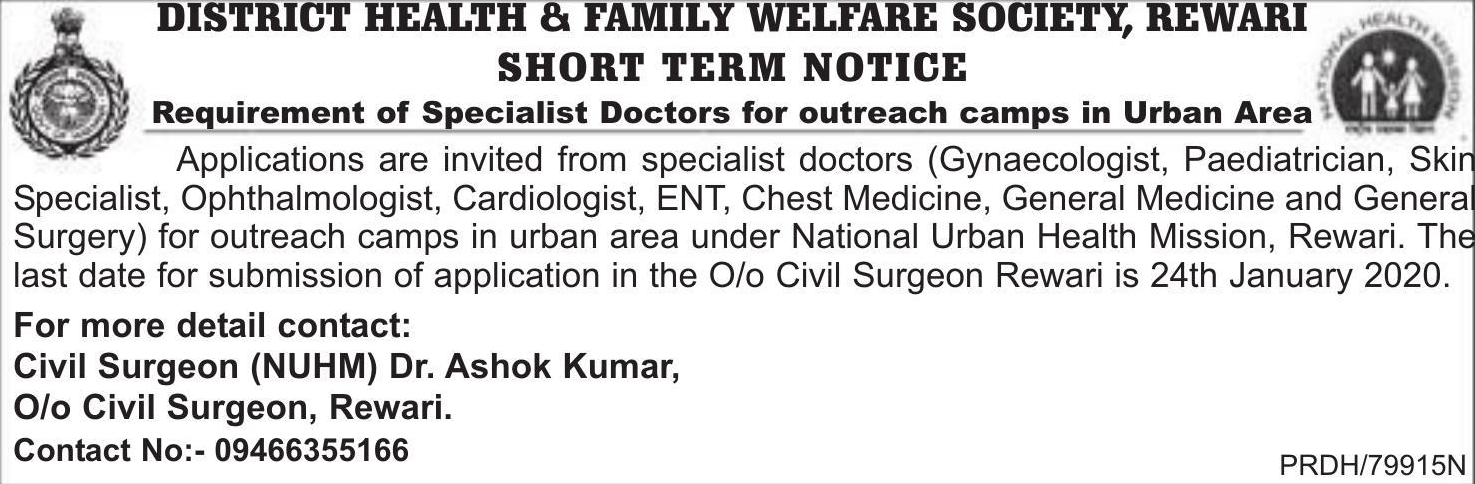 DISTRICT HEALTH & FAMILY WELFARE SOCIETY, REWARI
SHORT TERM NOTICE
NATIONAL HEALTH MISSION
Requirement of Specialist Doctors for outreach camps in Urban Area
Applications are invited from specialist doctors (Gynaecologist, Paediatrician, Skin
Specialist, Ophthalmologist, Cardiologist, ENT, Chest Medicine, General Medicine and General
Surgery) for outreach camps in urban area under National Urban Health Mission, Rewari. The
last date for submission of application in the O/o Civil Surgeon Rewari is 24th January 2020.
For more detail contact:
Civil Surgeon (NUHM) Dr. Ashok Kumar,
O/o Civil Surgeon, Rewari.
Contact No:- 09466355166
PRDH/79915N